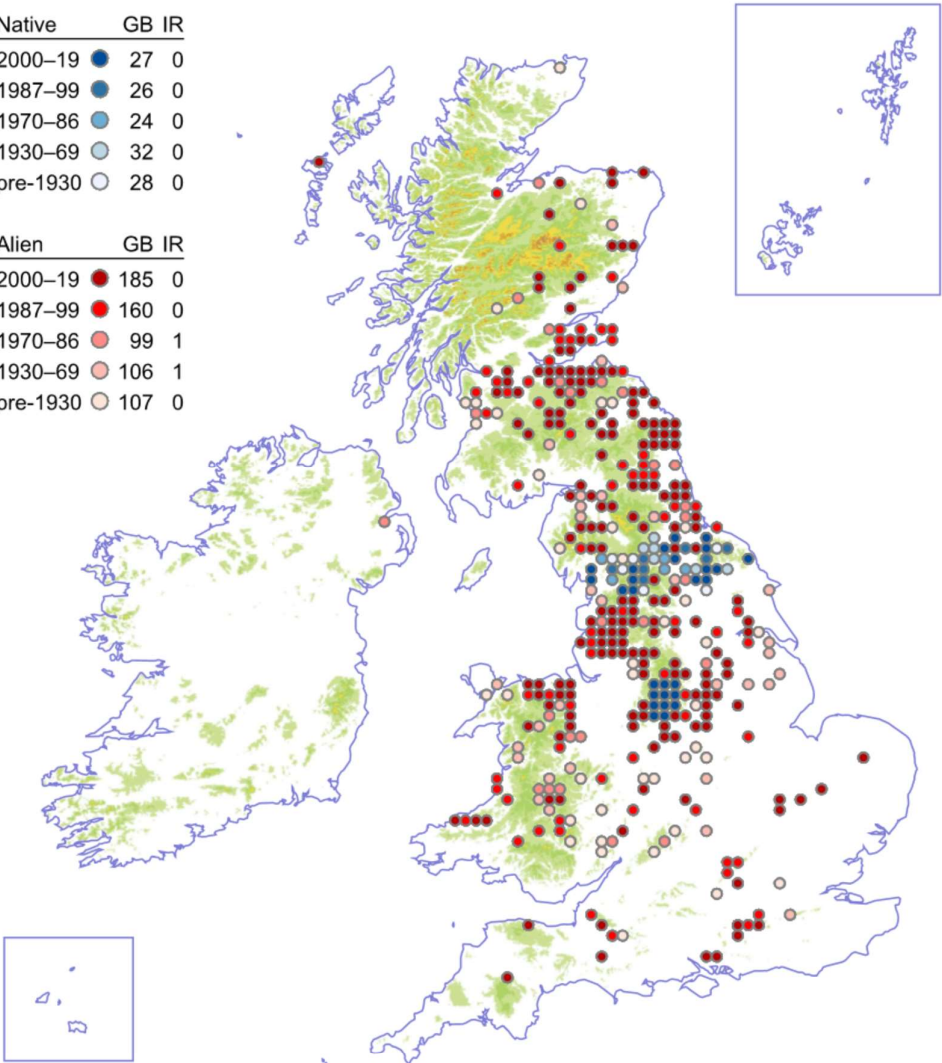 Native GB IR
2000–19 27 0
1987–99 26 0
1970–86 24 0
1930–69 32 0
pre-1930 28 0
Alien GB IR
2000–19 185 0
1987–99 160 0
1970–86 99 1
1930–69 106 1
pre-1930 107 0